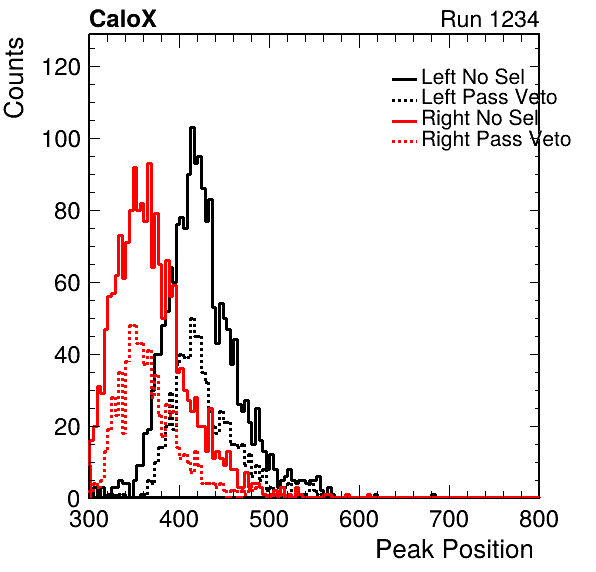 CaloX Run 1234
Counts
120
100
80
60
40
20
0
Left No Sel
Left Pass Veto
Right No Sel
Right Pass Veto
300 400 500 600 700 800
Peak Position